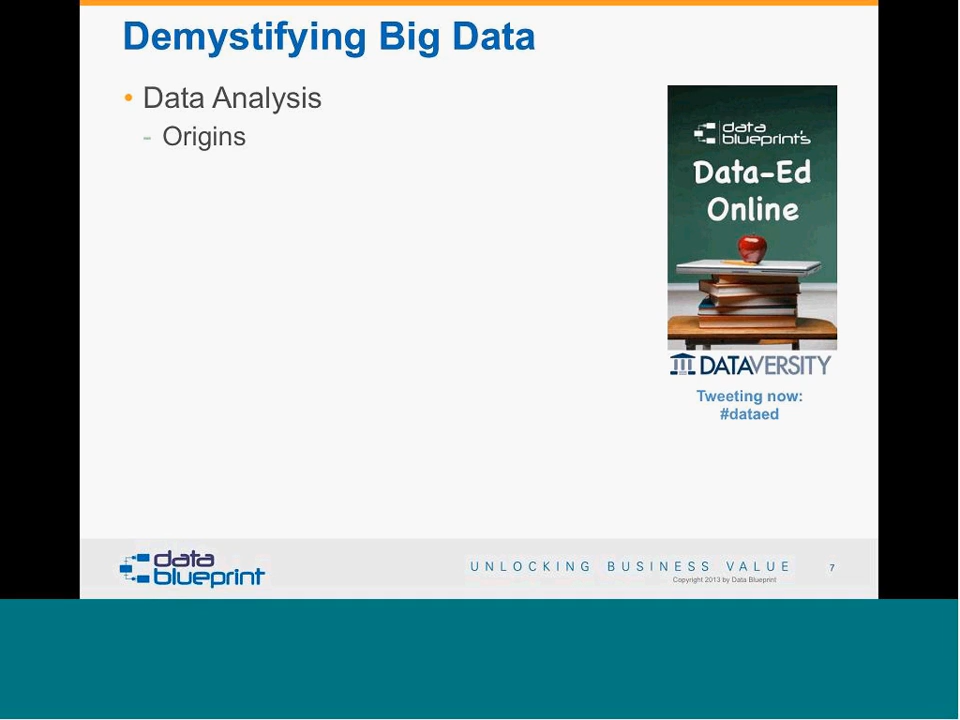 Demystifying Big Data
• Data Analysis
- Origins
data
blueprint's
Data-Ed
Online
DATAVERSITY
Tweeting now:
#dataed
data
blueprint
UNLOCKING BUSINESS VALUE
Copyright 2013 by Data Blueprint
7